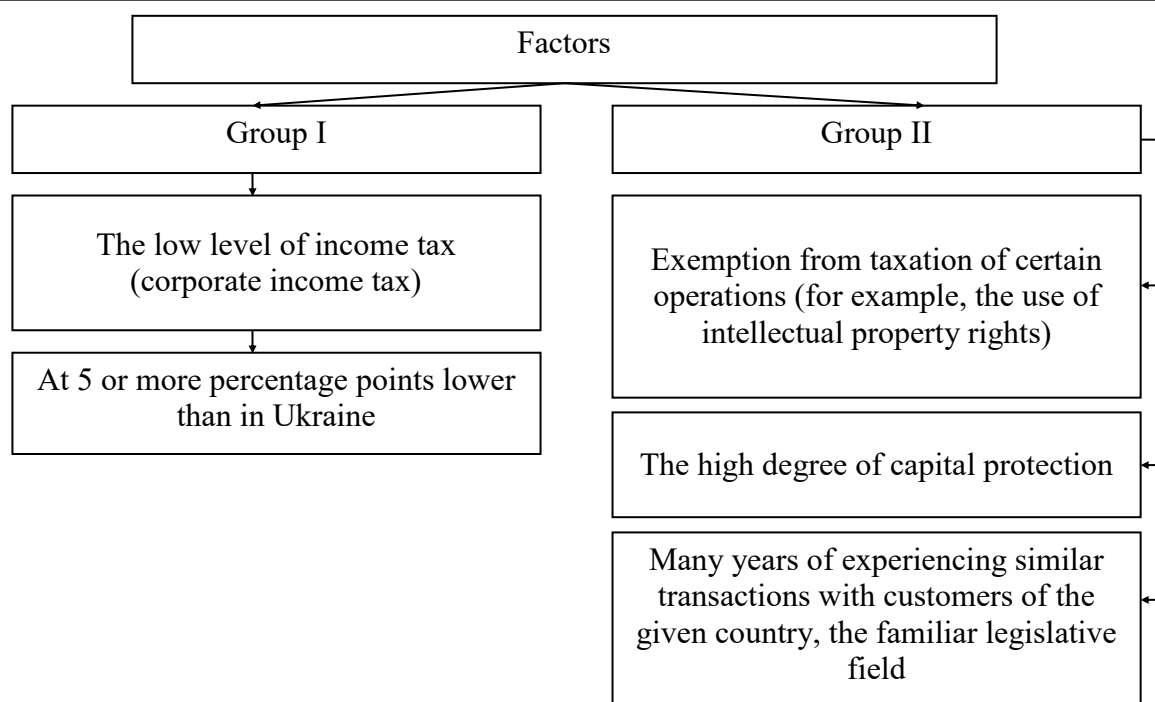 Factors
Group I
The low level of income tax
(corporate income tax)
At 5 or more percentage points lower
than in Ukraine
Group II
Exemption from taxation of certain
operations (for example, the use of
intellectual property rights)
The high degree of capital protection
Many years of experiencing similar
transactions with customers of the
given country, the familiar legislative
field